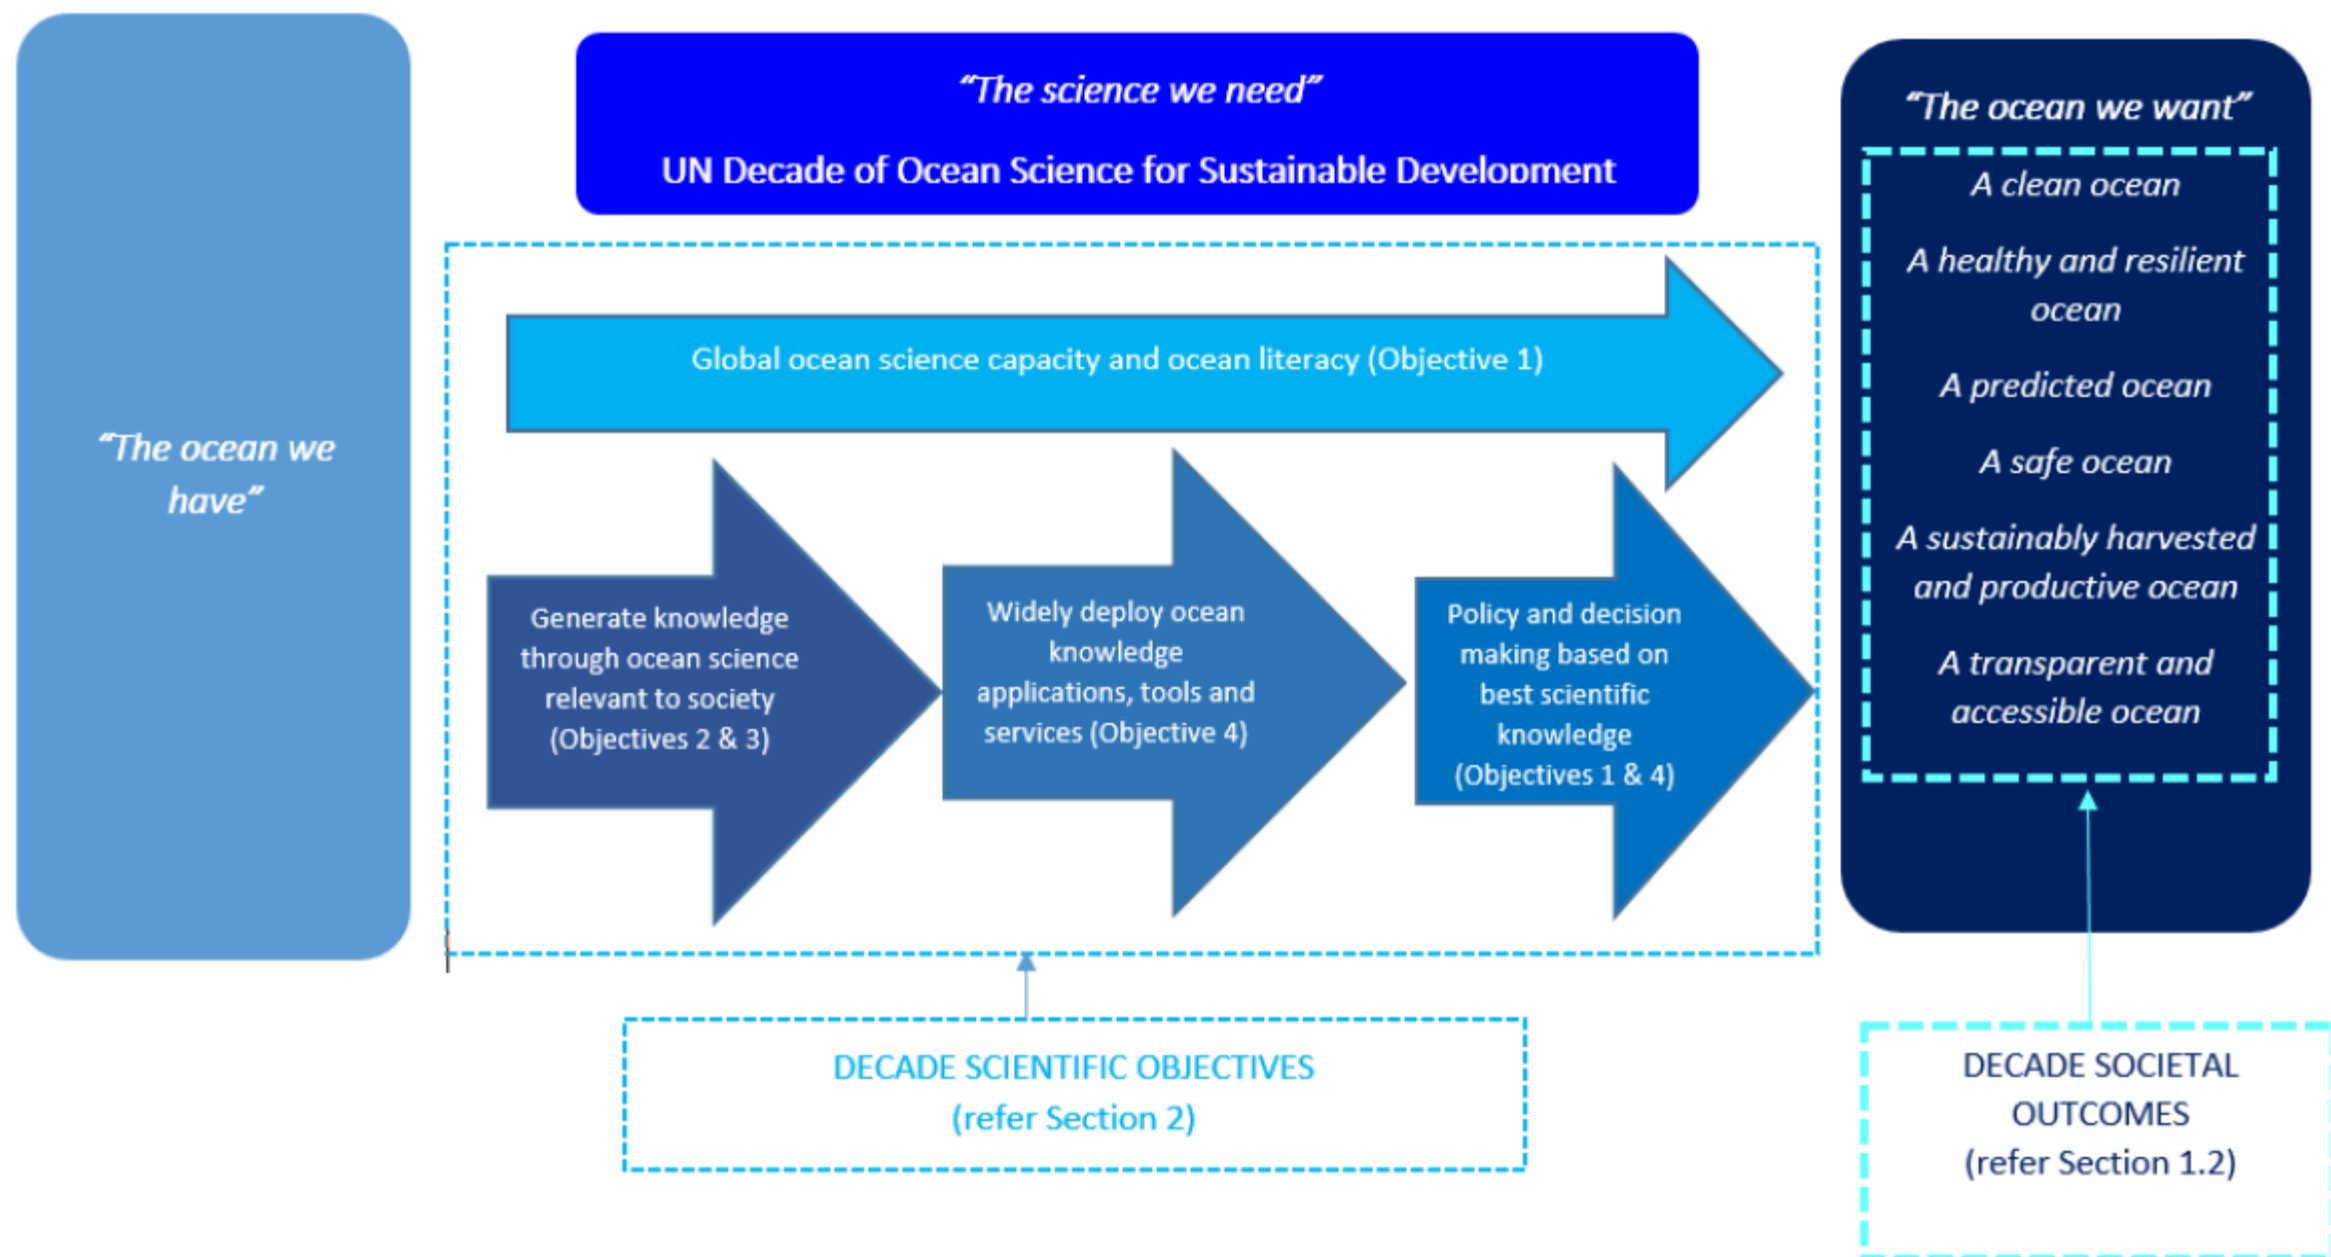 “The ocean we
have”
“The science we need”
UN Decade of Ocean Science for Sustainable Development
Global ocean science capacity and ocean literacy (Objective 1)
Generate knowledge
through ocean science
relevant to society
(Objectives 2 & 3)
Widely deploy ocean
knowledge
applications, tools and
services (Objective 4)
Policy and decision
making based on
best scientific
knowledge
(Objectives 1 & 4)
“The ocean we want”
A clean ocean
A healthy and resilient
ocean
A predicted ocean
A safe ocean
A sustainably harvested
and productive ocean
A transparent and
accessible ocean
DECADE SCIENTIFIC OBJECTIVES
(refer Section 2)
DECADE SOCIETAL
OUTCOMES
(refer Section 1.2)